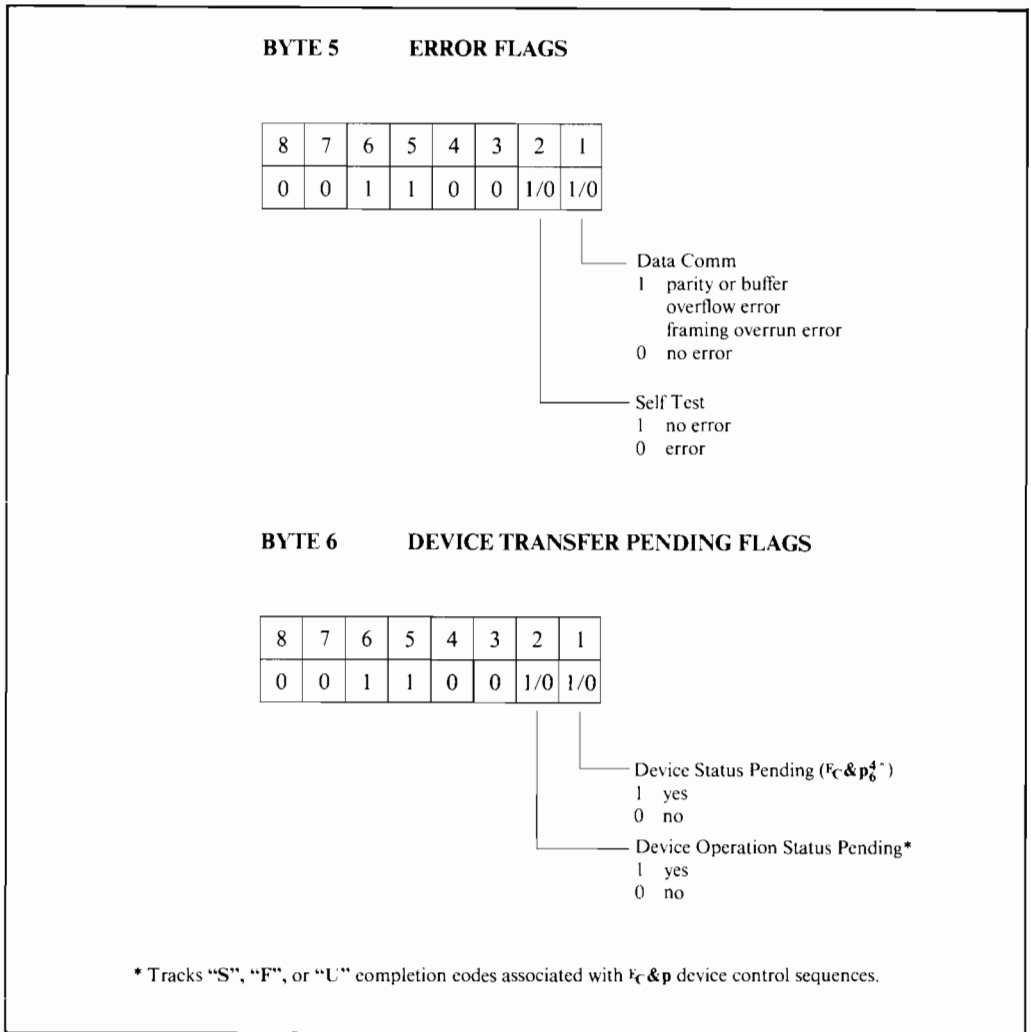 BYTE 5 ERROR FLAGS
8 7 6 5 4 3 2 1
0 0 1 1 0 0 1/0 1/0
Data Comm
1 parity or buffer
overflow error
framing overrun error
0 no error
Self Test
1 no error
0 error
BYTE 6 DEVICE TRANSFER PENDING FLAGS
8 7 6 5 4 3 2 1
0 0 1 1 0 0 1/0 1/0
Device Status Pending (&p 4 6 ^)
1 yes
0 no
Device Operation Status Pending*
1 yes
0 no
* Tracks “S”, “F”, or “U” completion codes associated with &p device control sequences.